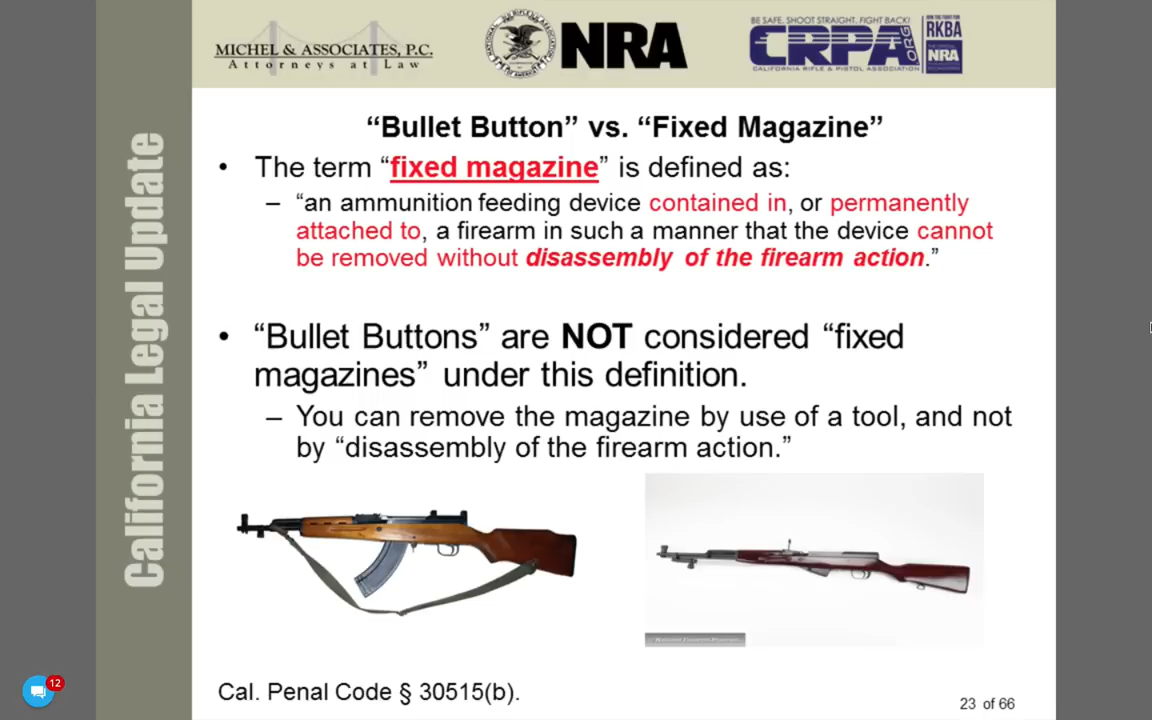 MICHEL & ASSOCIATES, P.C.
Attorneys at Law
NRA
BE SAFE. SHOOT STRAIGHT. FIGHT BACK!
CRPA.ORG
CALIFORNIA RIFLE & PISTOL ASSOCIATION
RKBA
NRA
California Legal Update
“Bullet Button” vs. “Fixed Magazine”
• The term “fixed magazine” is defined as:
– “an ammunition feeding device contained in, or permanently
attached to, a firearm in such a manner that the device cannot
be removed without disassembly of the firearm action.”
• “Bullet Buttons” are NOT considered “fixed
magazines” under this definition.
– You can remove the magazine by use of a tool, and not
by “disassembly of the firearm action.”
Cal. Penal Code § 30515(b).
23 of 66
12